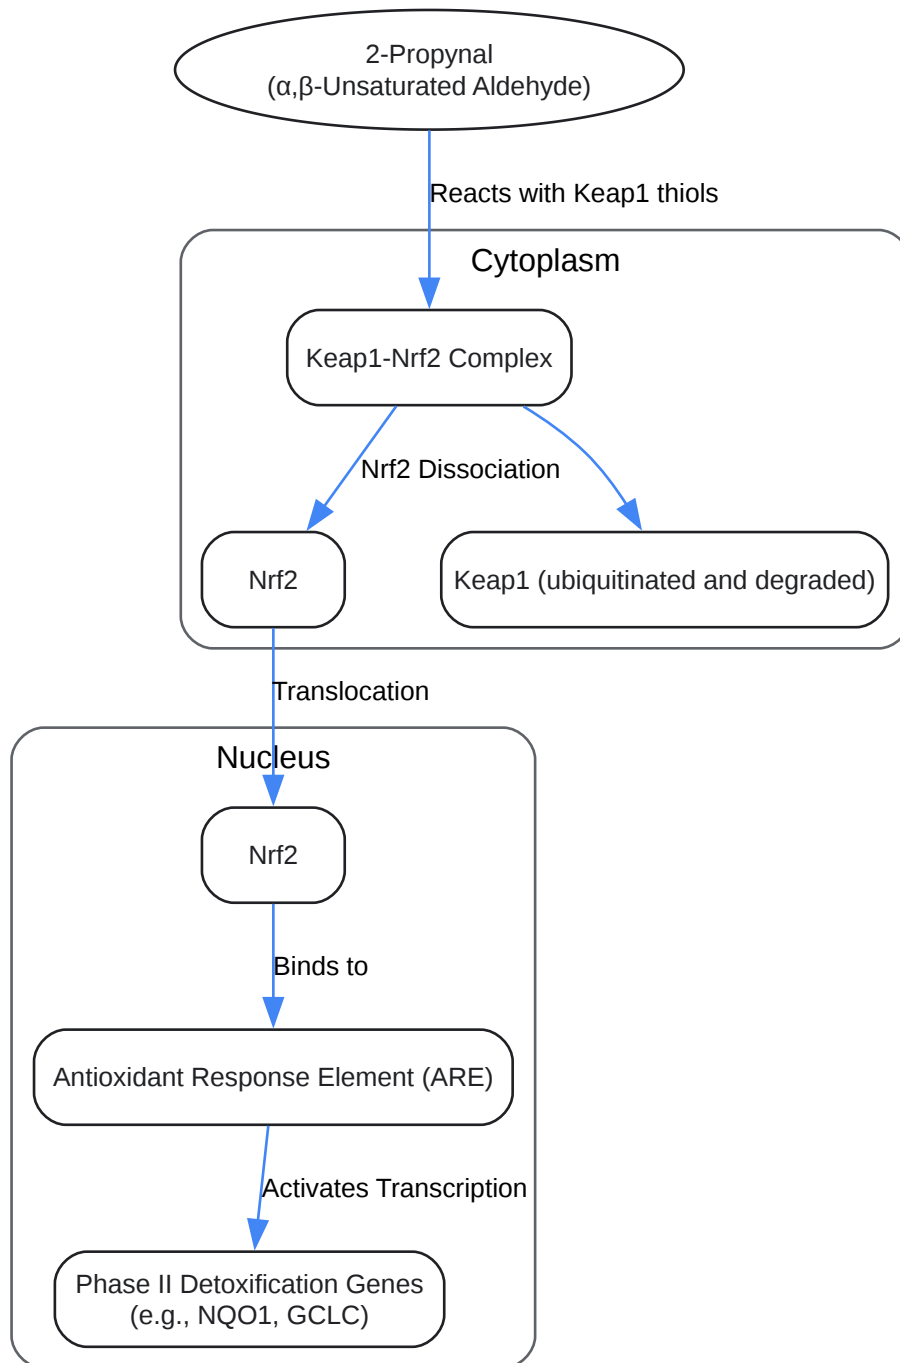 2-Propynal
(α,β-Unsaturated Aldehyde)
Reacts with Keap1 thiols
Cytoplasm
Keap1-Nrf2 Complex
Nrf2 Dissociation
Nrf2
Keap1 (ubiquitinated and degraded)
Translocation
Nucleus
Nrf2
Binds to
Antioxidant Response Element (ARE)
Activates Transcription
Phase II Detoxification Genes
(e.g., NQO1, GCLC)